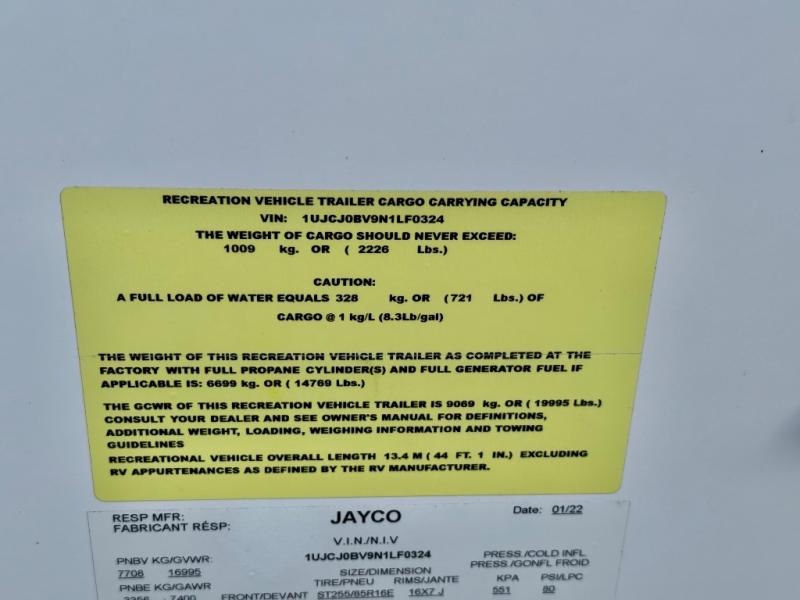 RECREATION VEHICLE TRAILER CARGO CARRYING CAPACITY
VIN: 1UJCJ0BV9N1LF0324
THE WEIGHT OF CARGO SHOULD NEVER EXCEED:
1009 kg. OR ( 2226 Lbs.)
CAUTION:
A FULL LOAD OF WATER EQUALS 328 kg. OR (721 Lbs.) OF
CARGO @ 1 kg/L (8.3Lb/gal)
THE WEIGHT OF THIS RECREATION VEHICLE TRAILER AS COMPLETED AT THE
FACTORY WITH FULL PROPANE CYLINDER(S) AND FULL GENERATOR FUEL IF
APPLICABLE IS: 6699 kg. OR ( 14769 Lbs.)
THE GCWR OF THIS RECREATION VEHICLE TRAILER IS 9069 kg. OR ( 19995 Lbs.)
CONSULT YOUR DEALER AND SEE OWNER'S MANUAL FOR DEFINITIONS,
ADDITIONAL WEIGHT, LOADING, WEIGHING INFORMATION AND TOWING
GUIDELINES
RECREATIONAL VEHICLE OVERALL LENGTH 13.4 M ( 44 FT. 1 IN.) EXCLUDING
RV APPURTENANCES AS DEFINED BY THE RV MANUFACTURER.
RESP MFR: JAYCO Date: 01/22
FABRICANT RÉSP:
V.I.N./N.I.V
PNBV KG/GVWR: 1UJCJ0BV9N1LF0324 PRESS./COLD INFL
7708 16995 SIZE/DIMENSION PRESS./GONFL FROID
PNBE KG/GAWR TIRE/PNEU RIMS/JANTE KPA PSI/LPC
3356 7400 FRONT/DEVANT ST255/85R16E 16X7 J 551 80